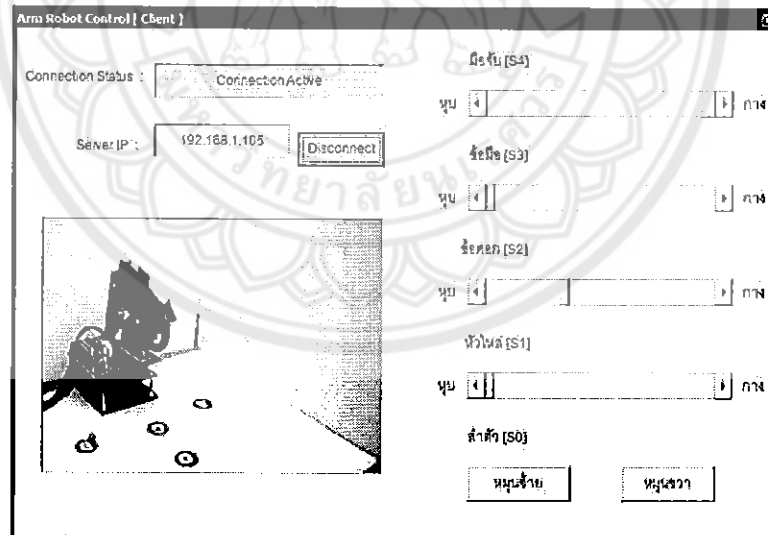 Arm Robot Control [ Client ]
Connection Status :
Connection Active
Server IP :
192.168.1.105
Disconnect
มือจับ [S4]
หุบ
กาง
ข้อมือ [S3]
หุบ
กาง
ข้อศอก [S2]
หุบ
กาง
หัวไหล่ [S1]
หุบ
กาง
ลำตัว [S0]
หมุนซ้าย
หมุนขวา